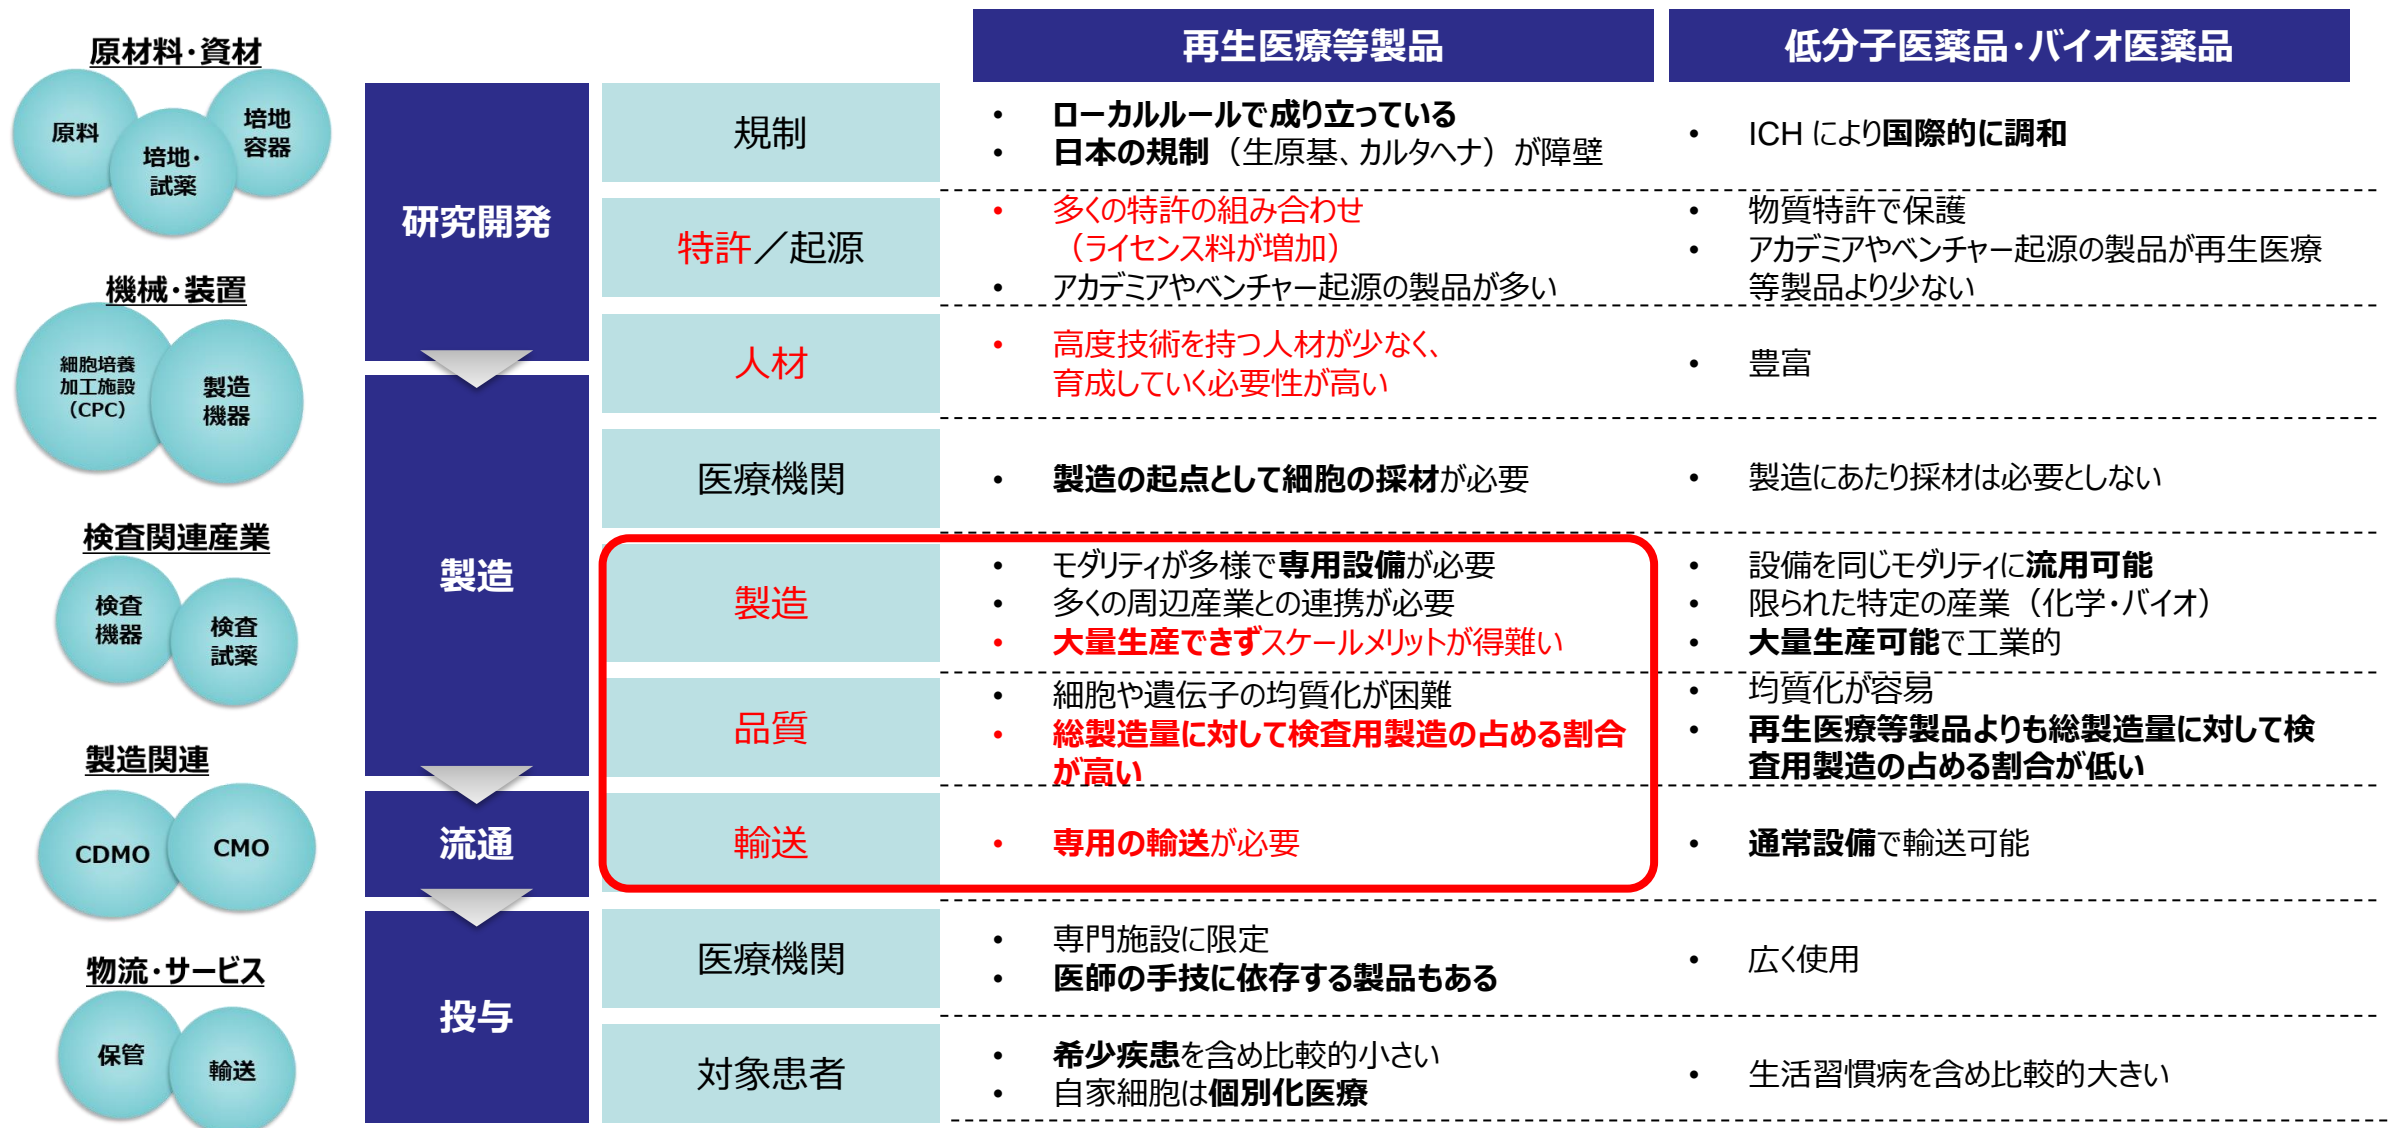 原材料・資材
原料
培地・
試薬
培地
容器
機械・装置
細胞培養
加工施設
(CPC)
製造
機器
検査関連産業
検査
機器
検査
試薬
製造関連
CDMO
CMO
物流・サービス
保管
輸送
研究開発
製造
流通
投与
再生医療等製品
低分子医薬品・バイオ医薬品
規制
• ローカルルールで成り立っている
• 日本の規制（生原基、カルタヘナ）が障壁
• ICH により国際的に調和
特許／起源
• 多くの特許の組み合わせ
（ライセンス料が増加）
• アカデミアやベンチャー起源の製品が多い
• 物質特許で保護
• アカデミアやベンチャー起源の製品が再生医療
等製品より少ない
人材
• 高度技術を持つ人材が少なく、
育成していく必要性が高い
• 豊富
医療機関
• 製造の起点として細胞の採材が必要
• 製造にあたり採材は必要としない
製造
• モダリティが多様で専用設備が必要
• 多くの周辺産業との連携が必要
• 大量生産できずスケールメリットが得難い
• 設備を同じモダリティに流用可能
• 限られた特定の産業（化学・バイオ）
• 大量生産可能で工業的
品質
• 細胞や遺伝子の均質化が困難
• 総製造量に対して検査用製造の占める割合
が高い
• 均質化が容易
• 再生医療等製品よりも総製造量に対して検
査用製造の占める割合が低い
輸送
• 専用の輸送が必要
• 通常設備で輸送可能
医療機関
• 専門施設に限定
• 医師の手技に依存する製品もある
• 広く使用
対象患者
• 希少疾患を含め比較的小さい
• 自家細胞は個別化医療
• 生活習慣病を含め比較的大きい